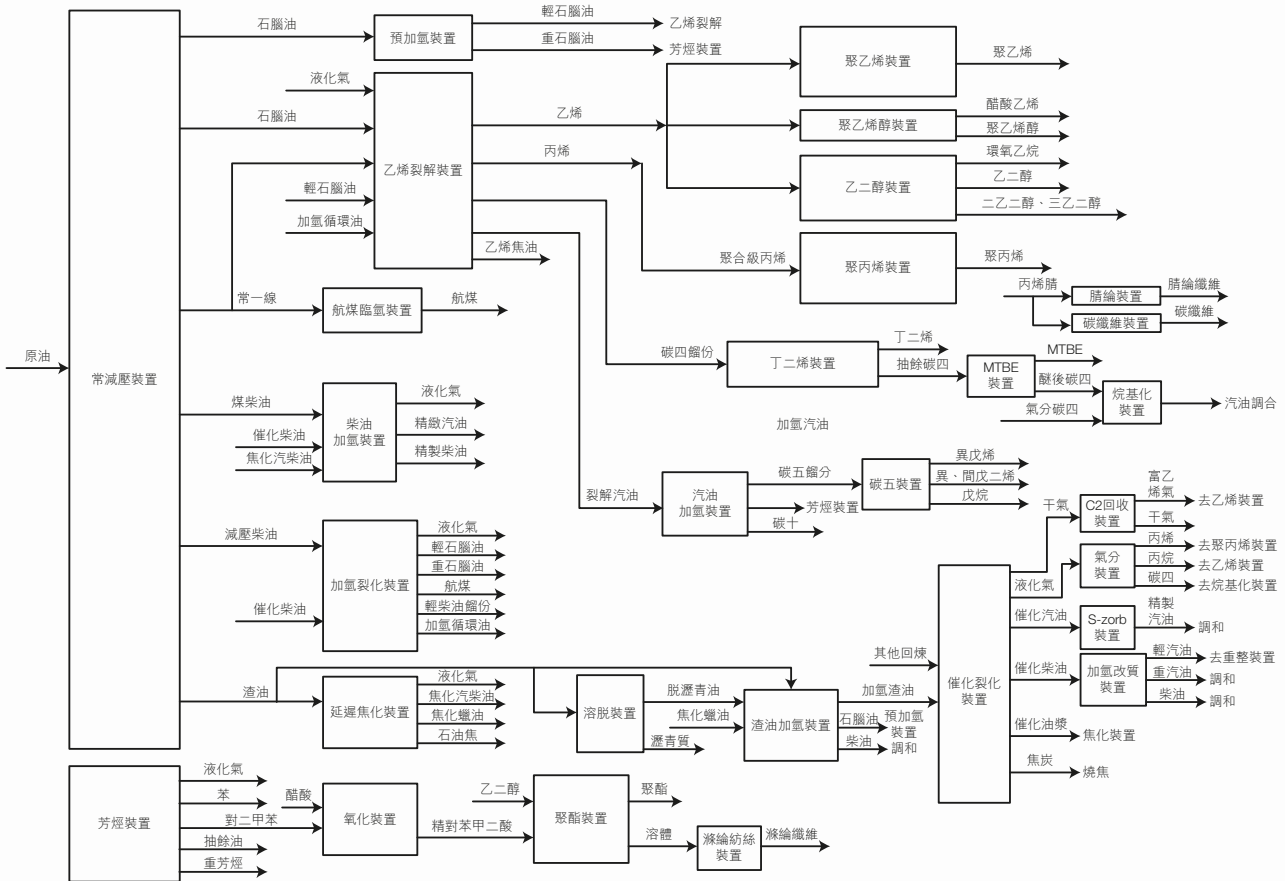 石腦油
預加氫裝置
輕石腦油
乙烯裂解
重石腦油
芳烴裝置
液化氣
石腦油
乙烯裂解裝置
輕石腦油
加氫循環油
乙烯
丙烯
乙烯焦油
聚乙烯裝置
聚乙烯
聚乙烯醇裝置
醋酸乙烯
聚乙烯醇
乙二醇裝置
環氧乙烷
乙二醇
二乙二醇、三乙二醇
聚合級丙烯
聚丙烯裝置
聚丙烯
丙烯腈
腈綸裝置
腈綸纖維
碳纖維裝置
碳纖維
常一線
航煤臨氫裝置
航煤
原油
常減壓裝置
碳四餾份
丁二烯裝置
丁二烯
抽餘碳四
MTBE
裝置
MTBE
醚後碳四
氣分碳四
烷基化
裝置
汽油調合
煤柴油
催化柴油
焦化汽柴油
柴油
加氫裝置
液化氣
精緻汽油
精製柴油
加氫汽油
裂解汽油
汽油
加氫裝置
碳五餾分
芳烴裝置
碳十
碳五裝置
異戊烯
異、間戊二烯
戊烷
減壓柴油
催化柴油
加氫裂化裝置
液化氣
輕石腦油
重石腦油
航煤
輕柴油餾份
加氫循環油
干氣
C2回收
裝置
富乙
烯氣
去乙烯裝置
干氣
液化氣
氣分
裝置
丙烯
去聚丙烯裝置
丙烷
去乙烯裝置
碳四
去烷基化裝置
催化汽油
S-zorb
裝置
精製
汽油
調和
催化柴油
加氫改質
裝置
輕汽油
去重整裝置
重汽油
調和
柴油
調和
催化油漿
焦化裝置
焦炭
燒焦
其他回煉
催化裂化
裝置
渣油
延遲焦化裝置
液化氣
焦化汽柴油
焦化蠟油
石油焦
溶脱裝置
脱瀝青油
焦化蠟油
瀝青質
渣油加氫裝置
加氫渣油
石腦油
預加氫
裝置
柴油
調和
芳烴裝置
液化氣
苯
對二甲苯
抽餘油
重芳烴
醋酸
氧化裝置
精對苯甲二酸
乙二醇
聚酯裝置
聚酯
溶體
滌綸紡絲
裝置
滌綸纖維